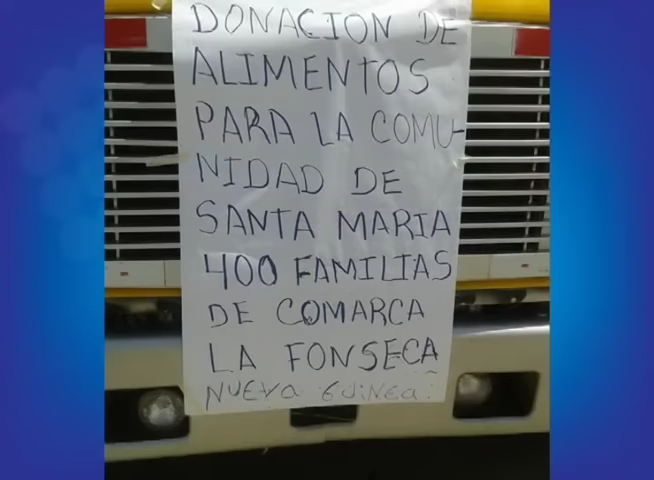 DONACION DE
ALIMENTOS
PARA LA COMU-
NIDAD DE
SANTA MARIA
400 FAMILIAS
DE COMARCA
LA FONSECA
NUEVA GUINEA